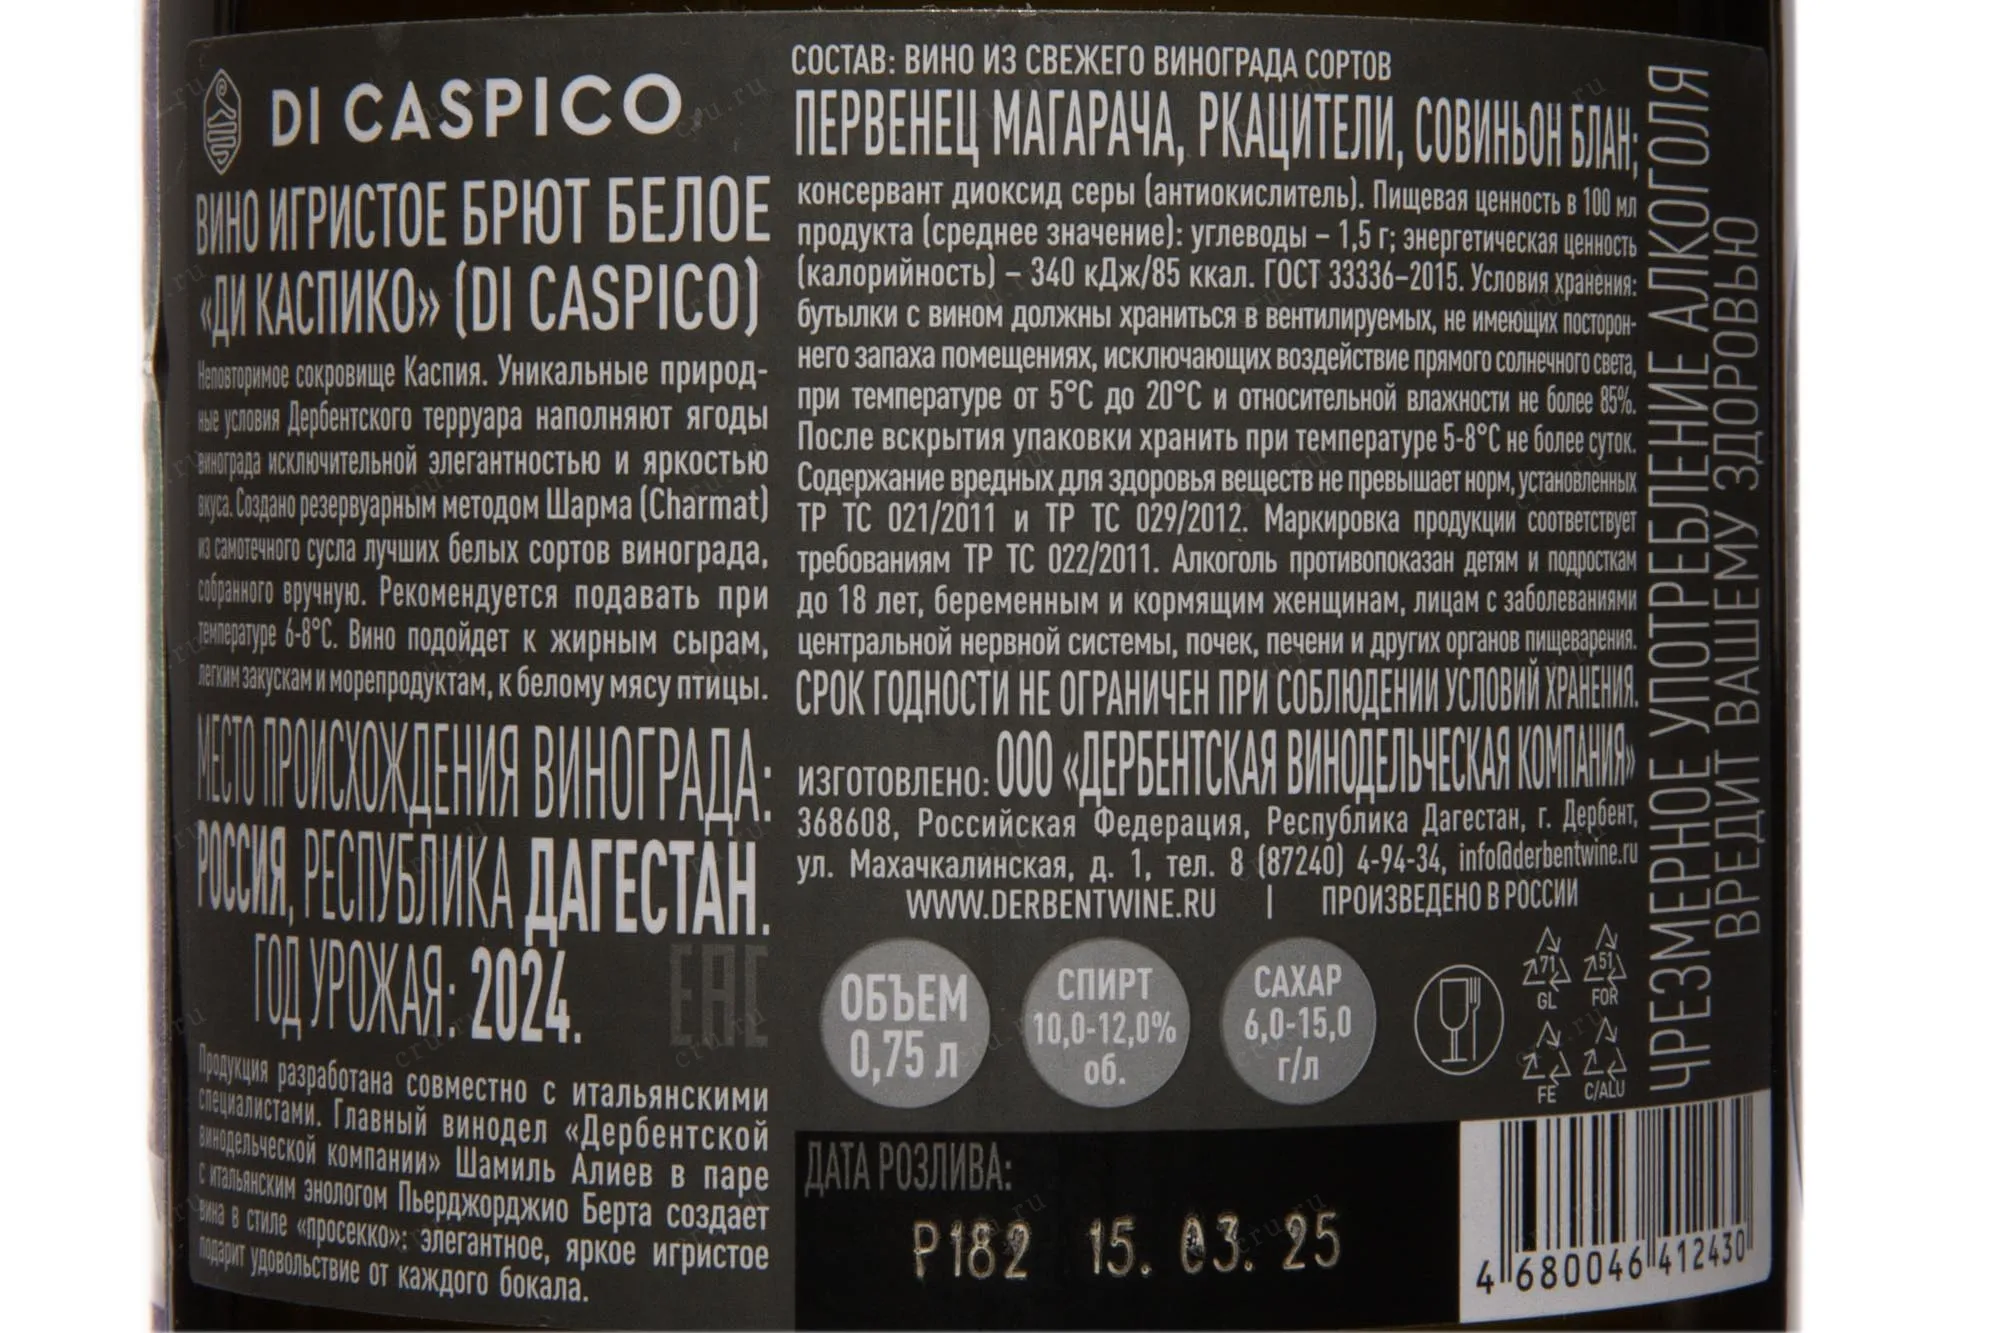 DI CASPICO
ВИНО ИГРИСТОЕ БРЮТ БЕЛОЕ
«ДИ КАСПИКО» (DI CASPICO)
Неповторимое сокровище Каспия. Уникальные природ-
ные условия Дербентского терруара наполняют ягоды
винограда исключительной элегантностью и яркостью
вкуса. Создано резервуарным методом Шарма (Charmat)
из самотечного сусла лучших белых сортов винограда,
собранного вручную. Рекомендуется подавать при
температуре 6-8°С. Вино подойдет к жирным сырам,
легким закускам и морепродуктам, к белому мясу птицы.
МЕСТО ПРОИСХОЖДЕНИЯ ВИНОГРАДА:
РОССИЯ, РЕСПУБЛИКА ДАГЕСТАН.
ГОД УРОЖАЯ: 2024.
EAC
Продукция разработана совместно с итальянскими
специалистами. Главный винодел «Дербентской
винодельческой компании» Шамиль Алиев в паре
с итальянским энологом Пьерджорджио Берта создает
вина в стиле «просекко»: элегантное, яркое игристое
подарит удовольствие от каждого бокала.
СОСТАВ: ВИНО ИЗ СВЕЖЕГО ВИНОГРАДА СОРТОВ
ПЕРВЕНЕЦ МАГАРАЧА, РКАЦИТЕЛИ, СОВИНЬОН БЛАН;
консервант диоксид серы (антиокислитель). Пищевая ценность в 100 мл
продукта (среднее значение): углеводы – 1,5 г; энергетическая ценность
(калорийность) – 340 кДж/85 ккал. ГОСТ 33336–2015. Условия хранения:
бутылки с вином должны храниться в вентилируемых, не имеющих посторон-
него запаха помещениях, исключающих воздействие прямого солнечного света,
при температуре от 5°С до 20°С и относительной влажности не более 85%.
После вскрытия упаковки хранить при температуре 5-8°С не более суток.
Содержание вредных для здоровья веществ не превышает норм, установленных
ТР ТС 021/2011 и ТР ТС 029/2012. Маркировка продукции соответствует
требованиям ТР ТС 022/2011. Алкоголь противопоказан детям и подросткам
до 18 лет, беременным и кормящим женщинам, лицам с заболеваниями
центральной нервной системы, почек, печени и других органов пищеварения.
СРОК ГОДНОСТИ НЕ ОГРАНИЧЕН ПРИ СОБЛЮДЕНИИ УСЛОВИЙ ХРАНЕНИЯ.
ИЗГОТОВЛЕНО: ООО «ДЕРБЕНТСКАЯ ВИНОДЕЛЬЧЕСКАЯ КОМПАНИЯ»
368608, Российская Федерация, Республика Дагестан, г. Дербент,
ул. Махачкалинская, д. 1, тел. 8 (87240) 4-94-34, info@derbentwine.ru
WWW.DERBENTWINE.RU | ПРОИЗВЕДЕНО В РОССИИ
ОБЪЕМ
0,75 л
СПИРТ
10,0-12,0%
об.
САХАР
6,0-15,0
г/л
71
GL
51
FOR
FE
C/ALU
ДАТА РОЗЛИВА:
P182 15. 03. 25
4 680046 412430
ЧРЕЗМЕРНОЕ УПОТРЕБЛЕНИЕ АЛКОГОЛЯ
ВРЕДИТ ВАШЕМУ ЗДОРОВЬЮ
cru.ru